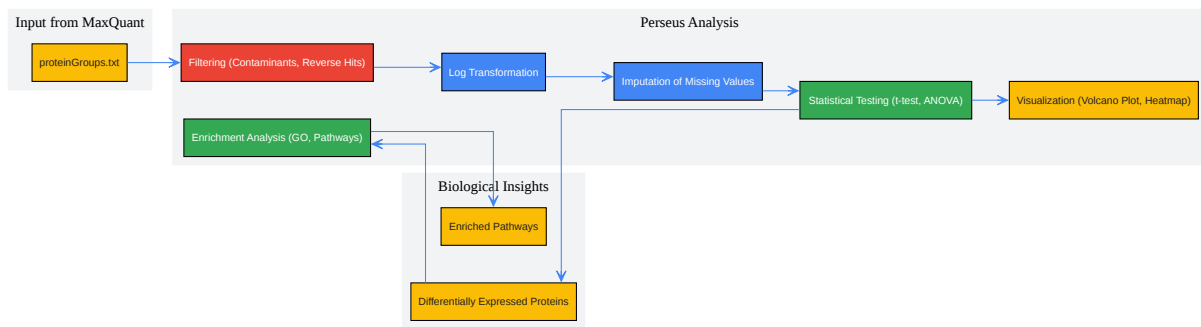 Input from MaxQuant
proteinGroups.txt
Perseus Analysis
Filtering (Contaminants, Reverse Hits)
Log Transformation
Imputation of Missing Values
Statistical Testing (t-test, ANOVA)
Visualization (Volcano Plot, Heatmap)
Enrichment Analysis (GO, Pathways)
Biological Insights
Enriched Pathways
Differentially Expressed Proteins